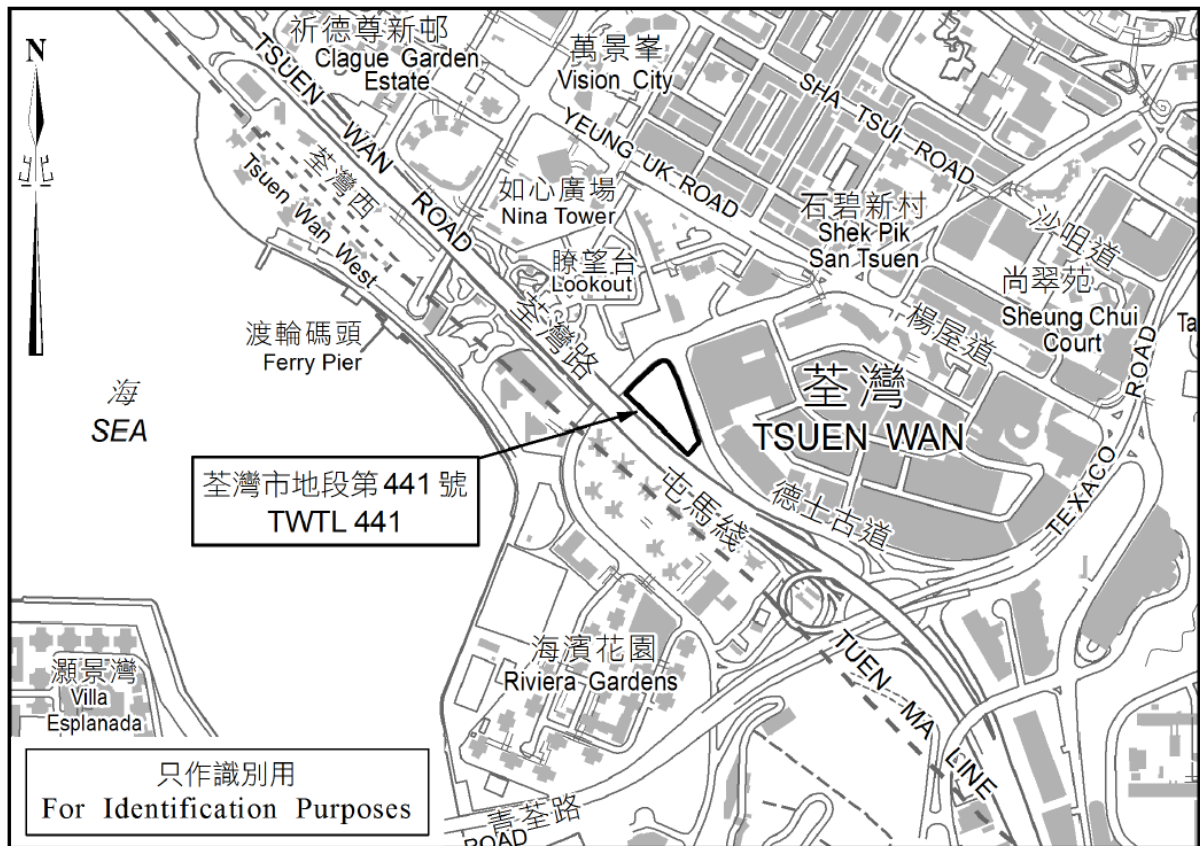 N
祈德尊新邨
Clague Garden
Estate
萬景峯
Vision City
TSUEN WAN ROAD
SHA TSUI ROAD
YEUNG UK ROAD
荃灣西
Tsuen Wan West
如心廣場
Nina Tower
石碧新村
Shek Pik
San Tsuen
沙咀道
瞭望台
Lookout
尚翠苑
Sheung Chui
Court
荃灣路
楊屋道
渡輪碼頭
Ferry Pier
Ta
海
SEA
荃灣
TSUEN WAN
TEXACO ROAD
荃灣市地段第 441 號
TWTL 441
德士古道
屯馬綫
海濱花園
Riviera Gardens
TUEN MA LINE
灝景灣
Villa
Esplanada
只作識別用
For Identification Purposes
青荃路
ROAD